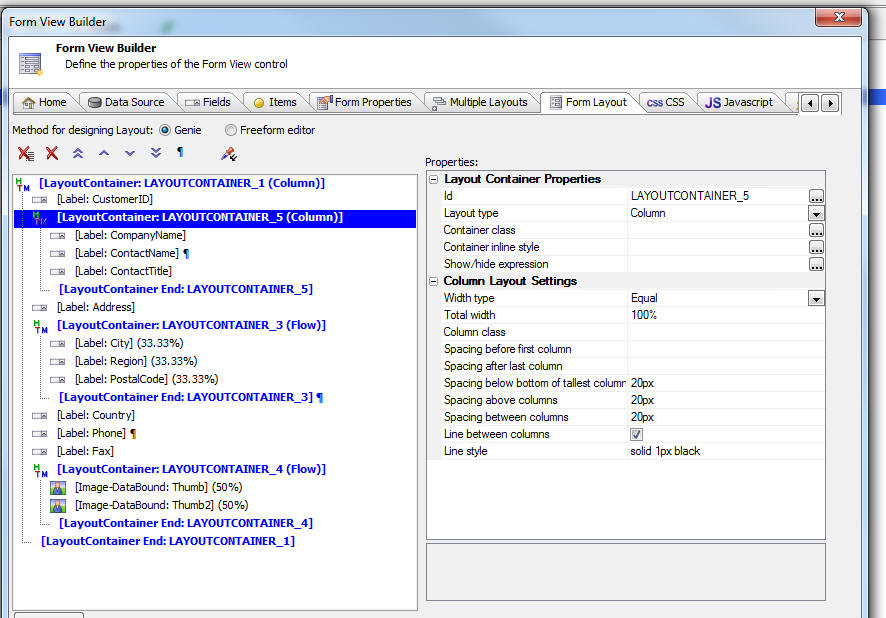 Form View Builder
Form View Builder
Define the properties of the Form View control
Home Data Source Fields Items Form Properties Multiple Layouts Form Layout CSS CSS JS Javascript
Method for designing Layout: Genie Freeform editor
Properties:
[LayoutContainer: LAYOUTCONTAINER_1 (Column)]
[Label: CustomerID]
[LayoutContainer: LAYOUTCONTAINER_5 (Column)]
[Label: CompanyName]
[Label: ContactName] ¶
[Label: ContactTitle]
[LayoutContainer End: LAYOUTCONTAINER_5]
[Label: Address]
[LayoutContainer: LAYOUTCONTAINER_3 (Flow)]
[Label: City] (33.33%)
[Label: Region] (33.33%)
[Label: PostalCode] (33.33%)
[LayoutContainer End: LAYOUTCONTAINER_3] ¶
[Label: Country]
[Label: Phone] ¶
[Label: Fax]
[LayoutContainer: LAYOUTCONTAINER_4 (Flow)]
[Image-DataBound: Thumb] (50%)
[Image-DataBound: Thumb2] (50%)
[LayoutContainer End: LAYOUTCONTAINER_4]
[LayoutContainer End: LAYOUTCONTAINER_1]
Layout Container Properties
Id LAYOUTCONTAINER_5
Layout type Column
Container class
Container inline style
Show/hide expression
Column Layout Settings
Width type Equal
Total width 100%
Column class
Spacing before first column
Spacing after last column
Spacing below bottom of tallest column 20px
Spacing above columns 20px
Spacing between columns 20px
Line between columns
Line style solid 1px black